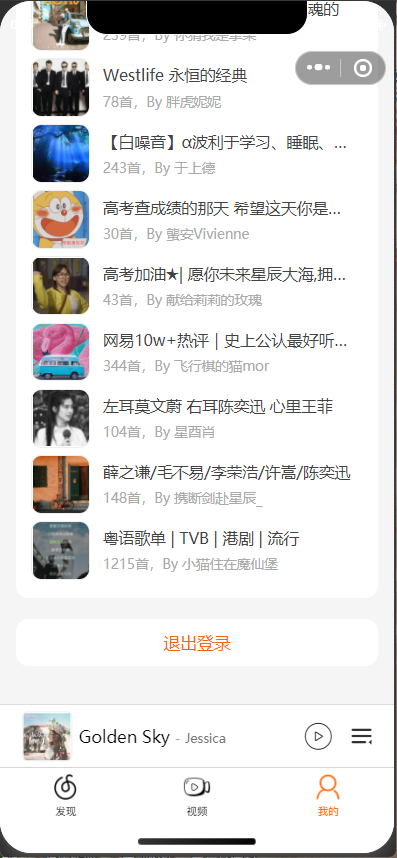 魂的
239首，By 你猜我是拿案
Westlife 永恒的经典
78首，By 胖虎妮妮
【白噪音】α波利于学习、睡眠、...
243首，By 于上德
高考查成绩的那天 希望这天你是...
30首，By 蠁安Vivienne
高考加油★| 愿你未来星辰大海,拥...
43首，By 献给莉莉的玫瑰
网易10w+热评 | 史上公认最好听...
344首，By 飞行棋的猫mor
左耳莫文蔚 右耳陈奕迅 心里王菲
104首，By 星酉肖
薛之谦/毛不易/李荣浩/许嵩/陈奕迅
148首，By 携断剑赴星辰_
粤语歌单 | TVB | 港剧 | 流行
1215首，By 小猫住在魔仙堡
退出登录
Golden Sky - Jessica
发现
视频
我的